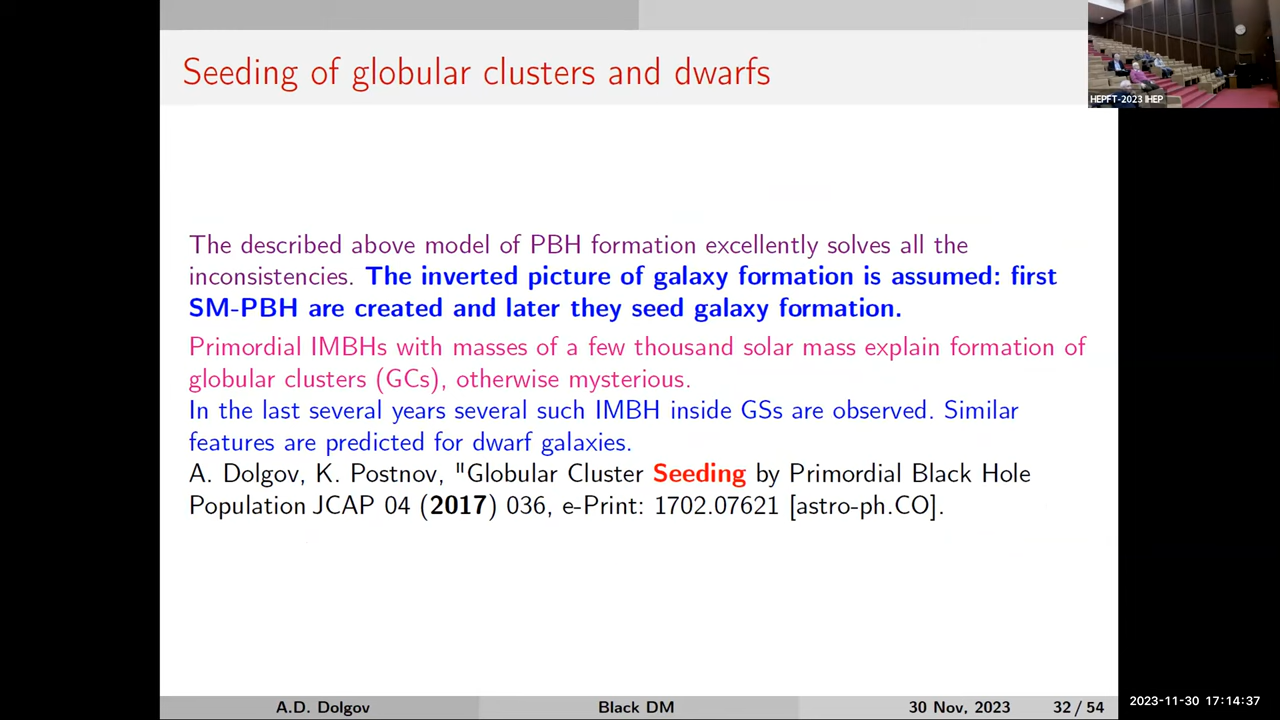 Seeding of globular clusters and dwarfs
HEPFT-2023 IHEP
The described above model of PBH formation excellently solves all the
inconsistencies. The inverted picture of galaxy formation is assumed: first
SM-PBH are created and later they seed galaxy formation.
Primordial IMBHs with masses of a few thousand solar mass explain formation of
globular clusters (GCs), otherwise mysterious.
In the last several years several such IMBH inside GSs are observed. Similar
features are predicted for dwarf galaxies.
A. Dolgov, K. Postnov, "Globular Cluster Seeding by Primordial Black Hole
Population JCAP 04 (2017) 036, e-Print: 1702.07621 [astro-ph.CO].
A.D. Dolgov Black DM 30 Nov, 2023 32 / 54
2023-11-30 17:14:37